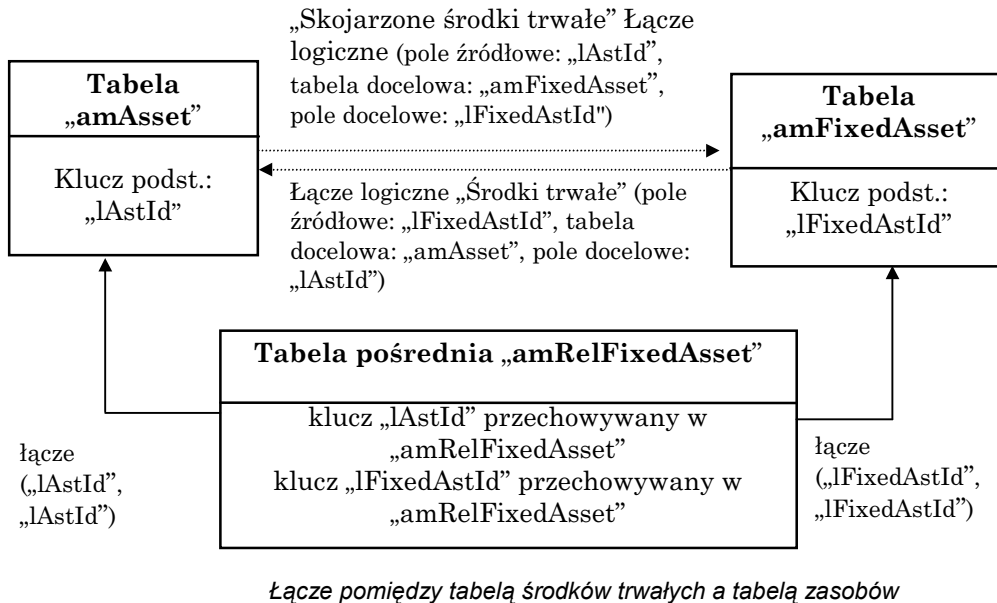 „Skojarzone środki trwałe” Łącze
logiczne (pole źródłowe: „lAstId”,
tabela docelowa: „amFixedAsset”,
pole docelowe: „lFixedAstId")
Tabela
„amAsset”
Klucz podst.:
„lAstId”
Tabela
„amFixedAsset”
Klucz podst.:
„lFixedAstId”
Łącze logiczne „Środki trwałe” (pole
źródłowe: „lFixedAstId”, tabela
docelowa: „amAsset”, pole docelowe:
„lAstId”)
Tabela pośrednia „amRelFixedAsset”
klucz „lAstId” przechowywany w
„amRelFixedAsset”
klucz „lFixedAstId” przechowywany w
„amRelFixedAsset”
łącze
(„lAstId”,
„lAstId”)
łącze
(„lFixedAstId”,
„lFixedAstId”)
Łącze pomiędzy tabelą środków trwałych a tabelą zasobów